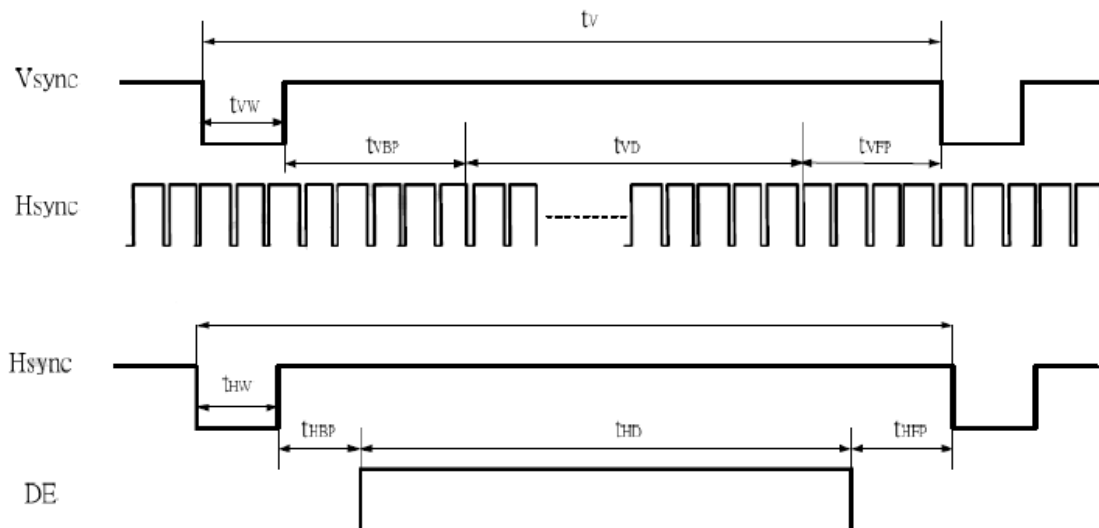 tV
Vsync
tVW
tVBP
tVD
tVFP
Hsync
Hsync
tHW
tHBP
tHD
tHFP
DE